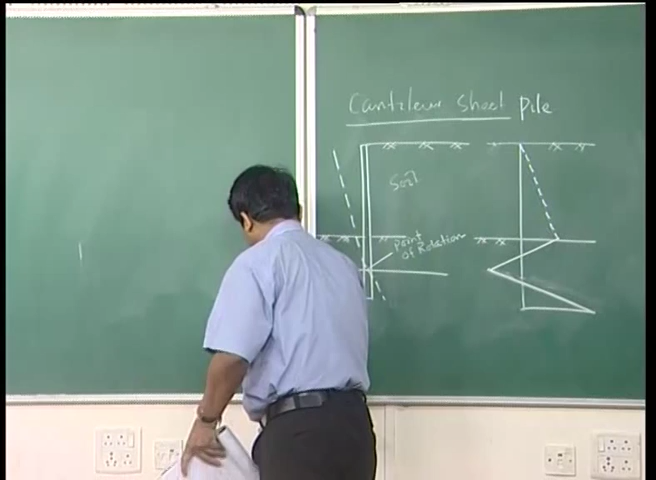 Cantilever sheet pile
Soil
Point
of Rotation